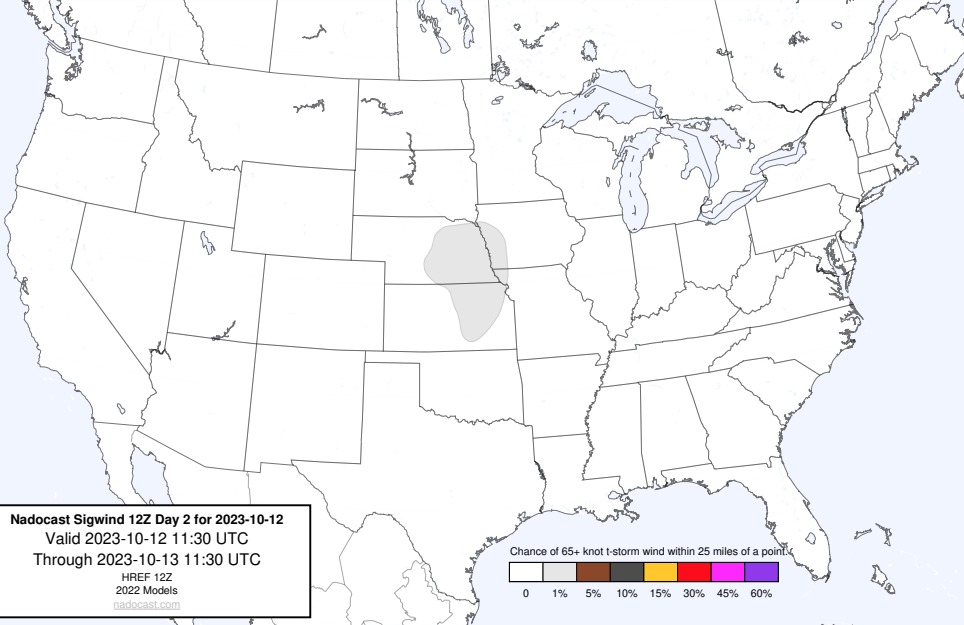 Nadocast Sigwind 12Z Day 2 for 2023-10-12
Valid 2023-10-12 11:30 UTC
Through 2023-10-13 11:30 UTC
HREF 12Z
2022 Models
nadocast.com
Chance of 65+ knot t-storm wind within 25 miles of a point.
0 1% 5% 10% 15% 30% 45% 60%